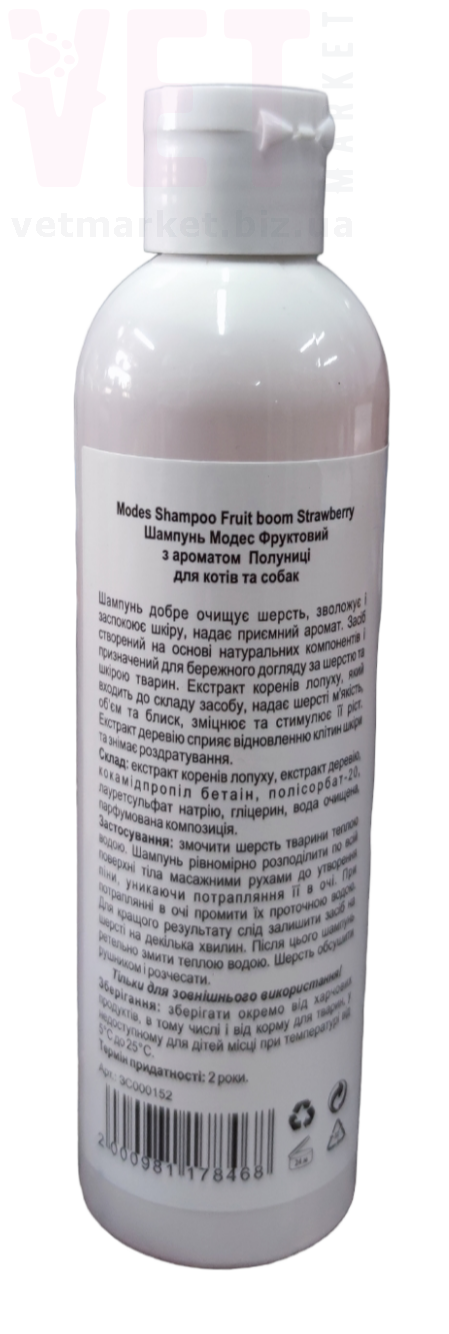 VET
MARKET
vetmarket.biz.ua
Modes Shampoo Fruit boom Strawberry
Шампунь Модес Фруктовий
з ароматом Полуниці
для котів та собак
Шампунь добре очищує шерсть, зволожує і
заспокоює шкіру, надає приємний аромат. Засіб
створений на основі натуральних компонентів і
призначений для бережного догляду за шерстю та
шкірою тварин. Екстракт коренів лопуху, який
входить до складу засобу, надає шерсті м'якість,
об'єм та блиск, зміцнює та стимулює її ріст.
Екстракт деревію сприяє відновленню клітин шкіри
та знімає роздратування.
Склад: екстракт коренів лопуху, екстракт деревію,
кокамідпропіл бетаїн, полісорбат-20,
лауретсульфат натрію, гліцерин, вода очищена,
парфумована композиція.
Застосування: змочити шерсть тварини теплою
водою. Шампунь рівномірно розподілити по всій
поверхні тіла масажними рухами до утворення
піни, уникаючи потрапляння її в очі. При
потраплянні в очі промити їх проточною водою.
Для кращого результату слід залишити засіб на
шерсті на декілька хвилин. Після цього шампунь
ретельно змити теплою водою. Шерсть обсушити
рушником і розчесати.
Тільки для зовнішнього використання!
Зберігання: зберігати окремо від харчових
продуктів, в тому числі і від корму для тварин, у
недоступному для дітей місці при температурі від
5°С до 25°С.
Термін придатності: 2 роки.
Арт.: ЗС000152
2 000981 178468